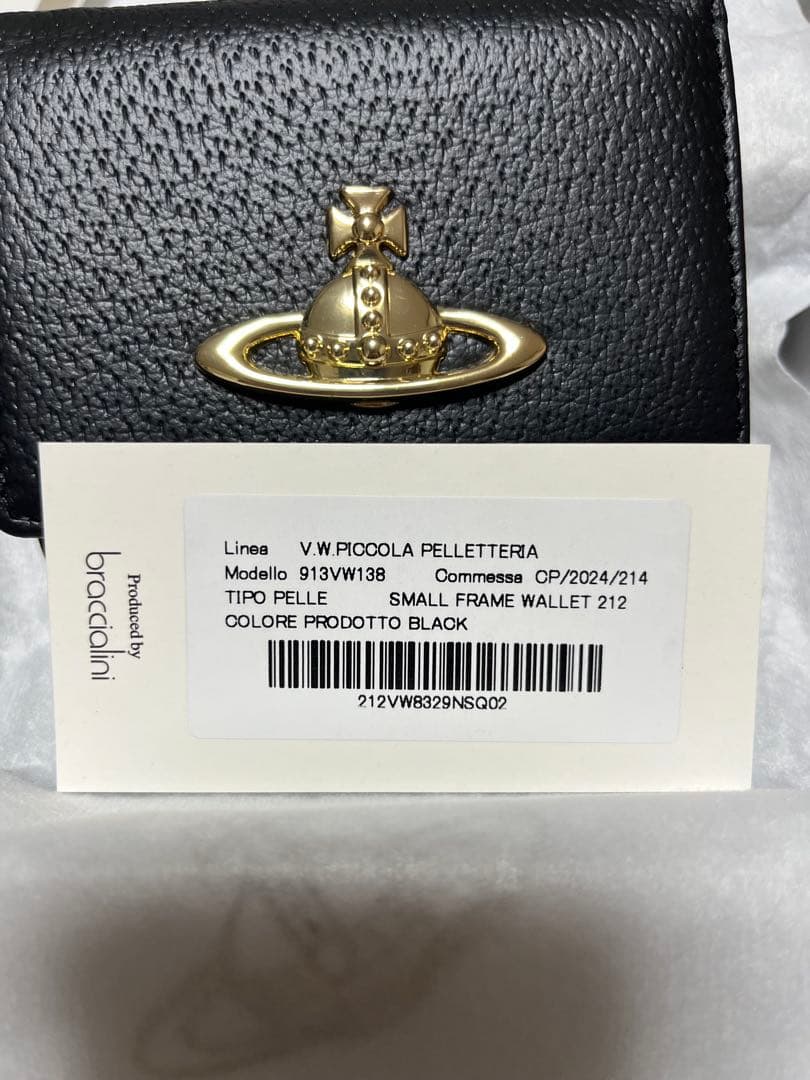 Produced by
braccialini
Linea V.W.PICCOLA PELLETTERIA
Modello 913VW138 Commessa CP/2024/214
TIPO PELLE SMALL FRAME WALLET 212
COLORE PRODOTTO BLACK
212VW8329NSQ02